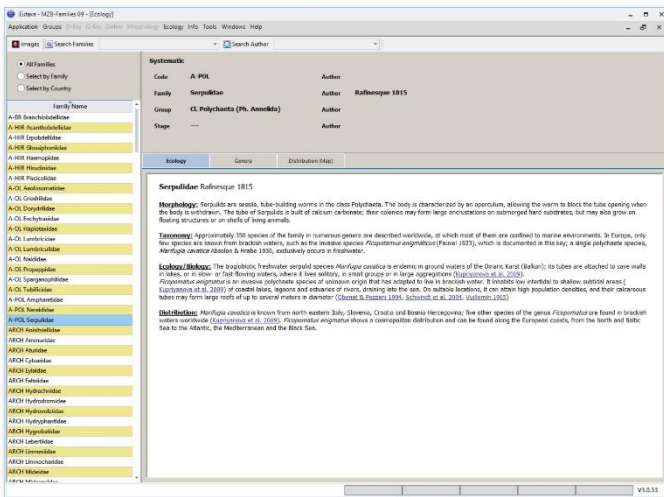 Eutaxa - MZB-Families 09 - [Ecology]
Application Groups D-Key G-Key Gallery Morphology Ecology Info Tools Windows Help
Images Search Families Search Author
All Families
Select by Family
Select by Country
Family Name
A-BR Branchiobdellidae
A-HIR Acanthobdellidae
A-HIR Erpobdellidae
A-HIR Glossiphoniidae
A-HIR Haemopidae
A-HIR Hirudinidae
A-HIR Piscicolidae
A-OL Aeolosomatidae
A-OL Criodrilidae
A-OL Dorydrilidae
A-OL Enchytraeidae
A-OL Haplotaxidae
A-OL Lumbricidae
A-OL Lumbriculidae
A-OL Naididae
A-OL Propappidae
A-OL Sparganophilidae
A-OL Tubificidae
A-POL Ampharetidae
A-POL Nereididae
A-POL Serpulidae
ARCH Anisitsiellidae
ARCH Arrenuridae
ARCH Aturidae
ARCH Cybaeidae
ARCH Eylaidae
ARCH Feltriidae
ARCH Hydrachnidae
ARCH Hydrodromidae
ARCH Hydrovolziidae
ARCH Hydryphantidae
ARCH Hygrobatidae
ARCH Lebertiidae
ARCH Limnesiidae
ARCH Limnocharidae
ARCH Mideidae
Systematic
Code A-POL Author
Family Serpulidae Author Rafinesque 1815
Group Cl. Polychaeta (Ph. Annelida) Author
Stage --- Author
Ecology Genera Distribution (Map)
Serpulidae Rafinesque 1815
Morphology: Serpulids are sessile, tube-building worms in the class Polychaeta. The body is characterized by an operculum, allowing the worm to block the tube opening when
the body is withdrawn. The tube of Serpulids is built of calcium carbonate; their colonies may form large encrustations on submerged hard substrates, but may also grow on
floating structures or on shells of living animals.
Taxonomy: Approximately 350 species of the family in numerous genera are described worldwide, at which most of them are confined to marine environments. In Europe, only
few species are known from brackish waters, such as the invasive species Ficopotamus enigmaticus (Fauvel 1923), which is documented in this key; a single polychaete species,
Marifugia cavatica Absolon & Hrabe 1930, exclusively occurs in freshwater.
Ecology/Biology: The troglobiotic freshwater serpulid species Marifugia cavatica is endemic in ground waters of the Dinaric Karst (Balkan); its tubes are attached to cave walls
in lakes, or in slow- or fast-flowing waters, where it lives solitary, in small groups or in large aggregations (Kupriyanova et al. 2009).
Ficopotamus enigmaticus is an invasive polychaete species of unknown origin that has adapted to live in brackish water. It inhabits low intertidal to shallow subtidal areas (
Kupriyanova et al. 2009) of coastal lakes, lagoons and estuaries of rivers, draining into the sea. On suitable locations, it can attain high population densities, and their calcareous
tubes may form large reefs of up to several meters in diameter (Obenat & Pezzani 1994, Schwindt et al. 2004, Vuillemin 1965)
Distribution: Marifugia cavatica is known from north-eastern Italy, Slovenia, Croatia and Bosnia-Hercegovina; five other species of the genus Ficopotamus are found in brackish
waters worldwide (Kupriyanova et al. 2009). Ficopotamus enigmatus shows a cosmopolitan distribution and can be found along the European coasts, from the North and Baltic
Sea to the Atlantic, the Mediterranean and the Black Sea.
V3.0.33